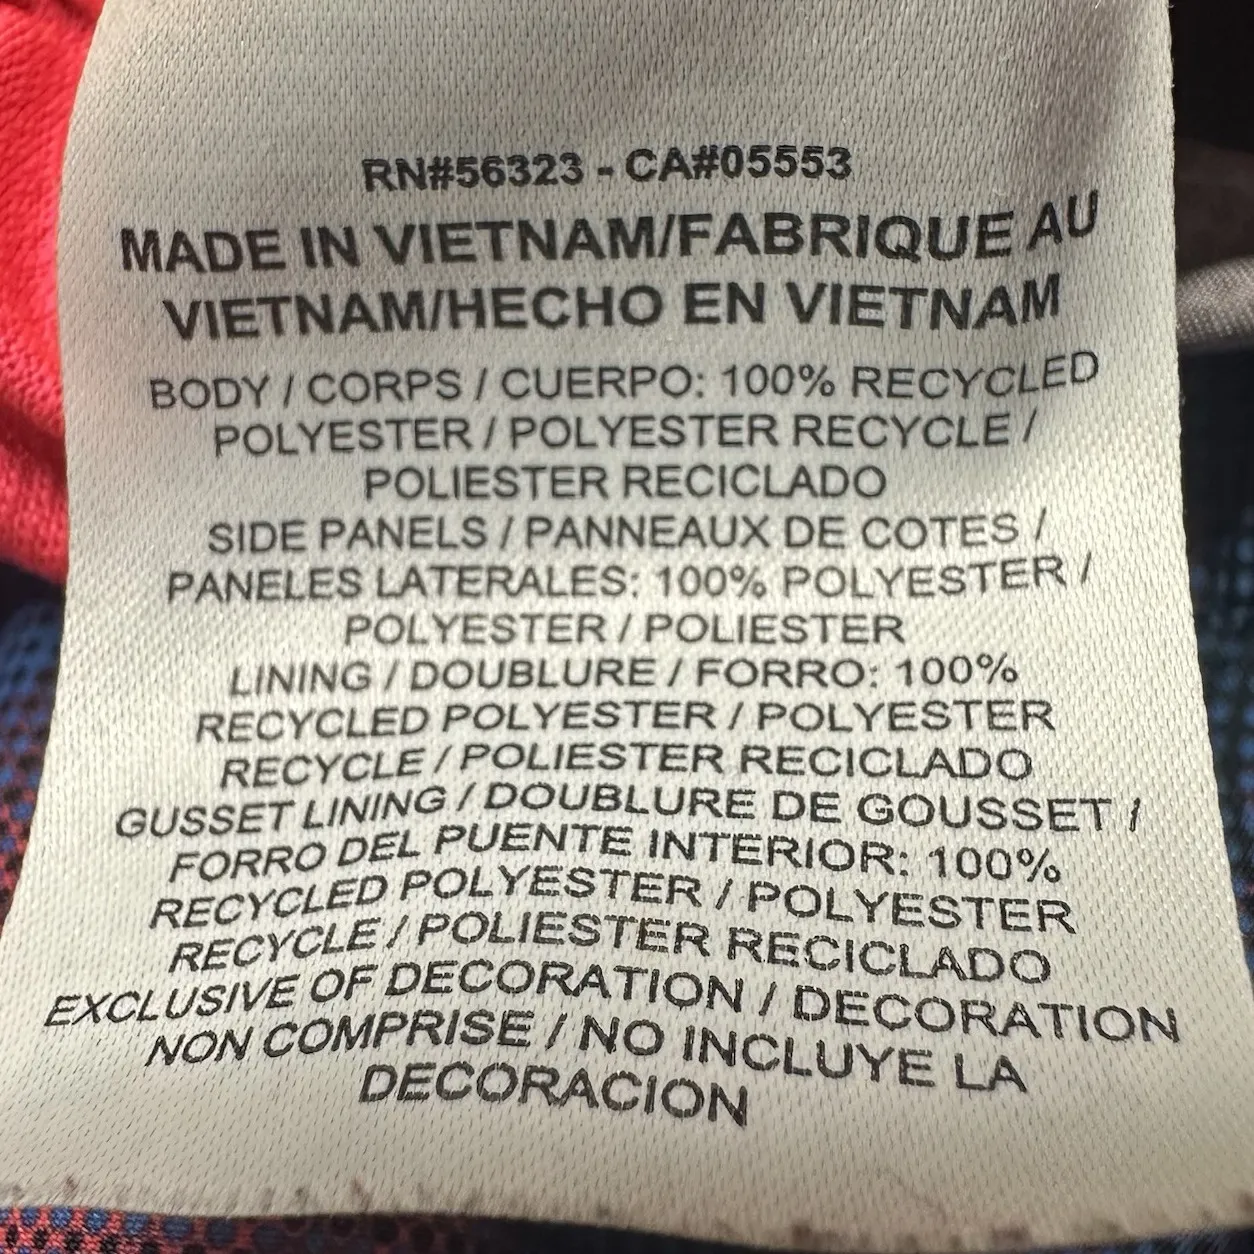 RN#56323 - CA#05553
MADE IN VIETNAM/FABRIQUE AU
VIETNAM/HECHO EN VIETNAM
BODY / CORPS / CUERPO: 100% RECYCLED
POLYESTER / POLYESTER RECYCLE /
POLIESTER RECICLADO
SIDE PANELS / PANNEAUX DE COTES /
PANELES LATERALES: 100% POLYESTER /
POLYESTER / POLIESTER
LINING / DOUBLURE / FORRO: 100%
RECYCLED POLYESTER / POLYESTER
RECYCLE / POLIESTER RECICLADO
GUSSET LINING / DOUBLURE DE GOUSSET /
FORRO DEL PUENTE INTERIOR: 100%
RECYCLED POLYESTER / POLYESTER
RECYCLE / POLIESTER RECICLADO
EXCLUSIVE OF DECORATION / DECORATION
NON COMPRISE / NO INCLUYE LA
DECORACION